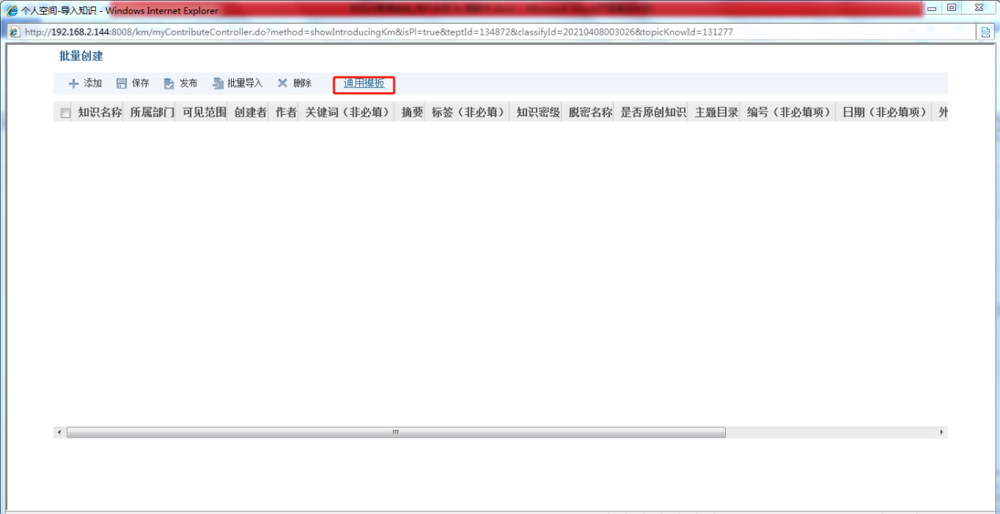 个人空间-导入知识 - Windows Internet Explorer
http://192.168.2.144:8008/km/myContributeController.do?method=showIntroducingKm&isPl=true&teptId=134872&classifyId=20210408003026&topicKnowId=131277
批量创建
添加 保存 发布 批量导入 删除 通用模板
知识名称 所属部门 可见范围 创建者 作者 关键词（非必填） 摘要 标签（非必填） 知识密级 脱密名称 是否原创知识 主题目录 编号（非必填项） 日期（非必填项） 外